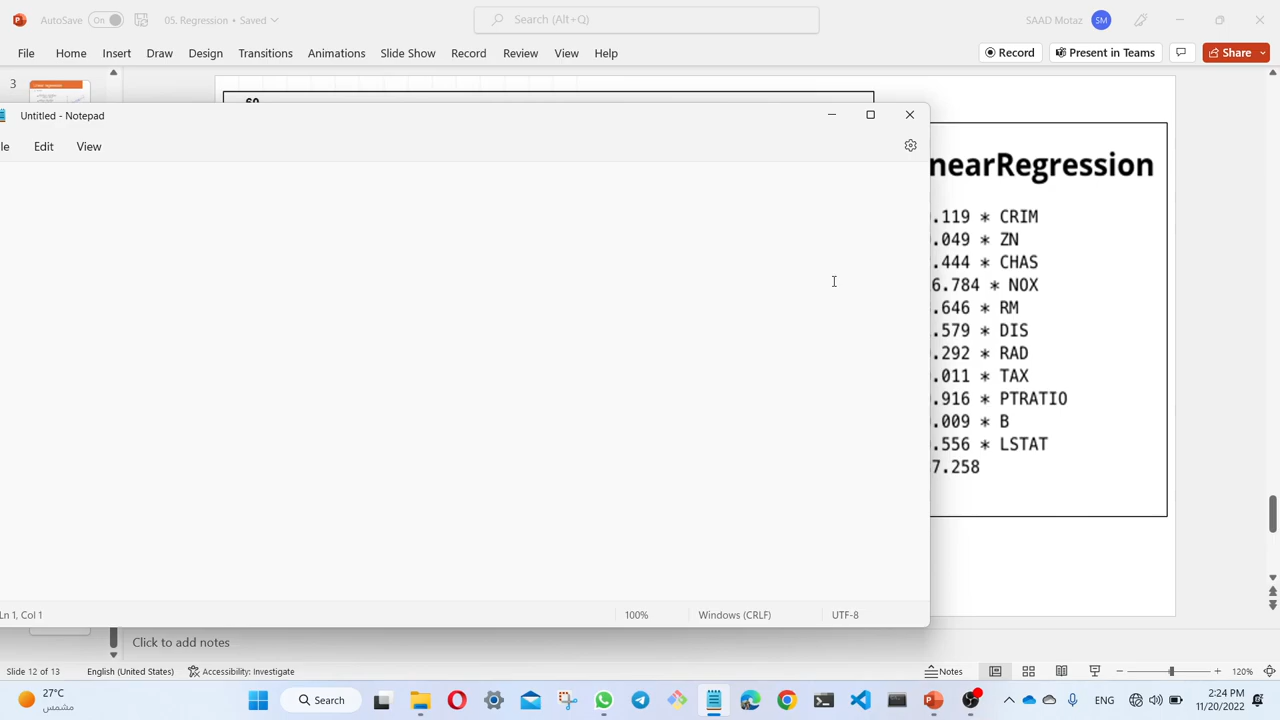 AutoSave On 05. Regression • Saved Search (Alt+Q) SAAD Motaz SM
File Home Insert Draw Design Transitions Animations Slide Show Record Review View Help Record Present in Teams Share
3
60
Untitled - Notepad
le Edit View
nearRegression
.119 * CRIM
.049 * ZN
.444 * CHAS
6.784 * NOX
.646 * RM
.579 * DIS
.292 * RAD
.011 * TAX
.916 * PTRATIO
.009 * B
.556 * LSTAT
7.258
Ln 1, Col 1 100% Windows (CRLF) UTF-8
Click to add notes
Slide 12 of 13 English (United States) Accessibility: Investigate Notes 120%
27°C
مشمس
Search
ENG
2:24 PM
11/20/2022